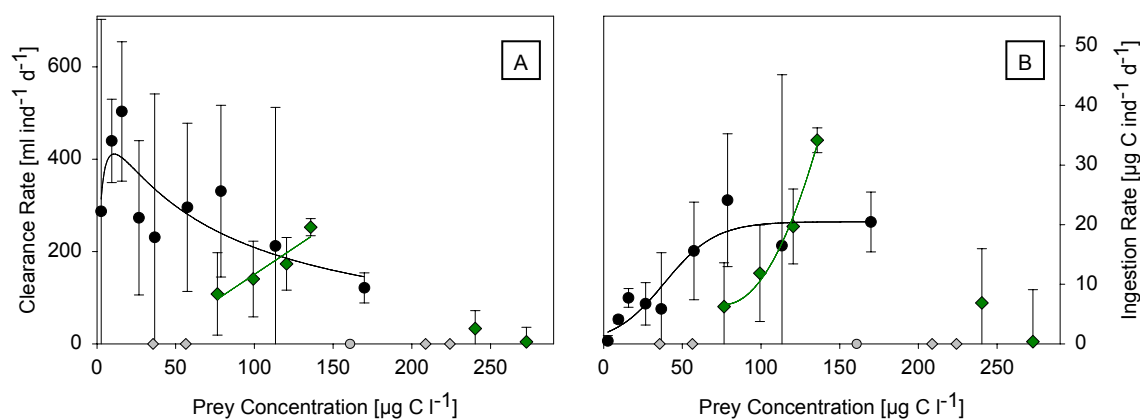 A
B
600
400
200
0
Clearance Rate [ml ind⁻¹ d⁻¹]
0 50 100 150 200 250
Prey Concentration [µg C l⁻¹]
50
40
30
20
10
0
Ingestion Rate [µg C ind⁻¹ d⁻¹]
0 50 100 150 200 250
Prey Concentration [µg C l⁻¹]